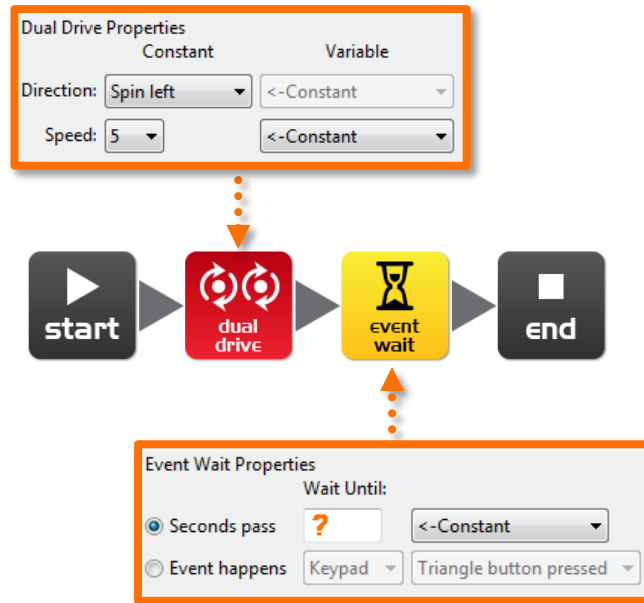 Dual Drive Properties
Constant Variable
Direction: Spin left <-Constant
Speed: 5 <-Constant
start
dual
drive
event
wait
end
Event Wait Properties
Wait Until:
Seconds pass ? <-Constant
Event happens Keypad Triangle button pressed